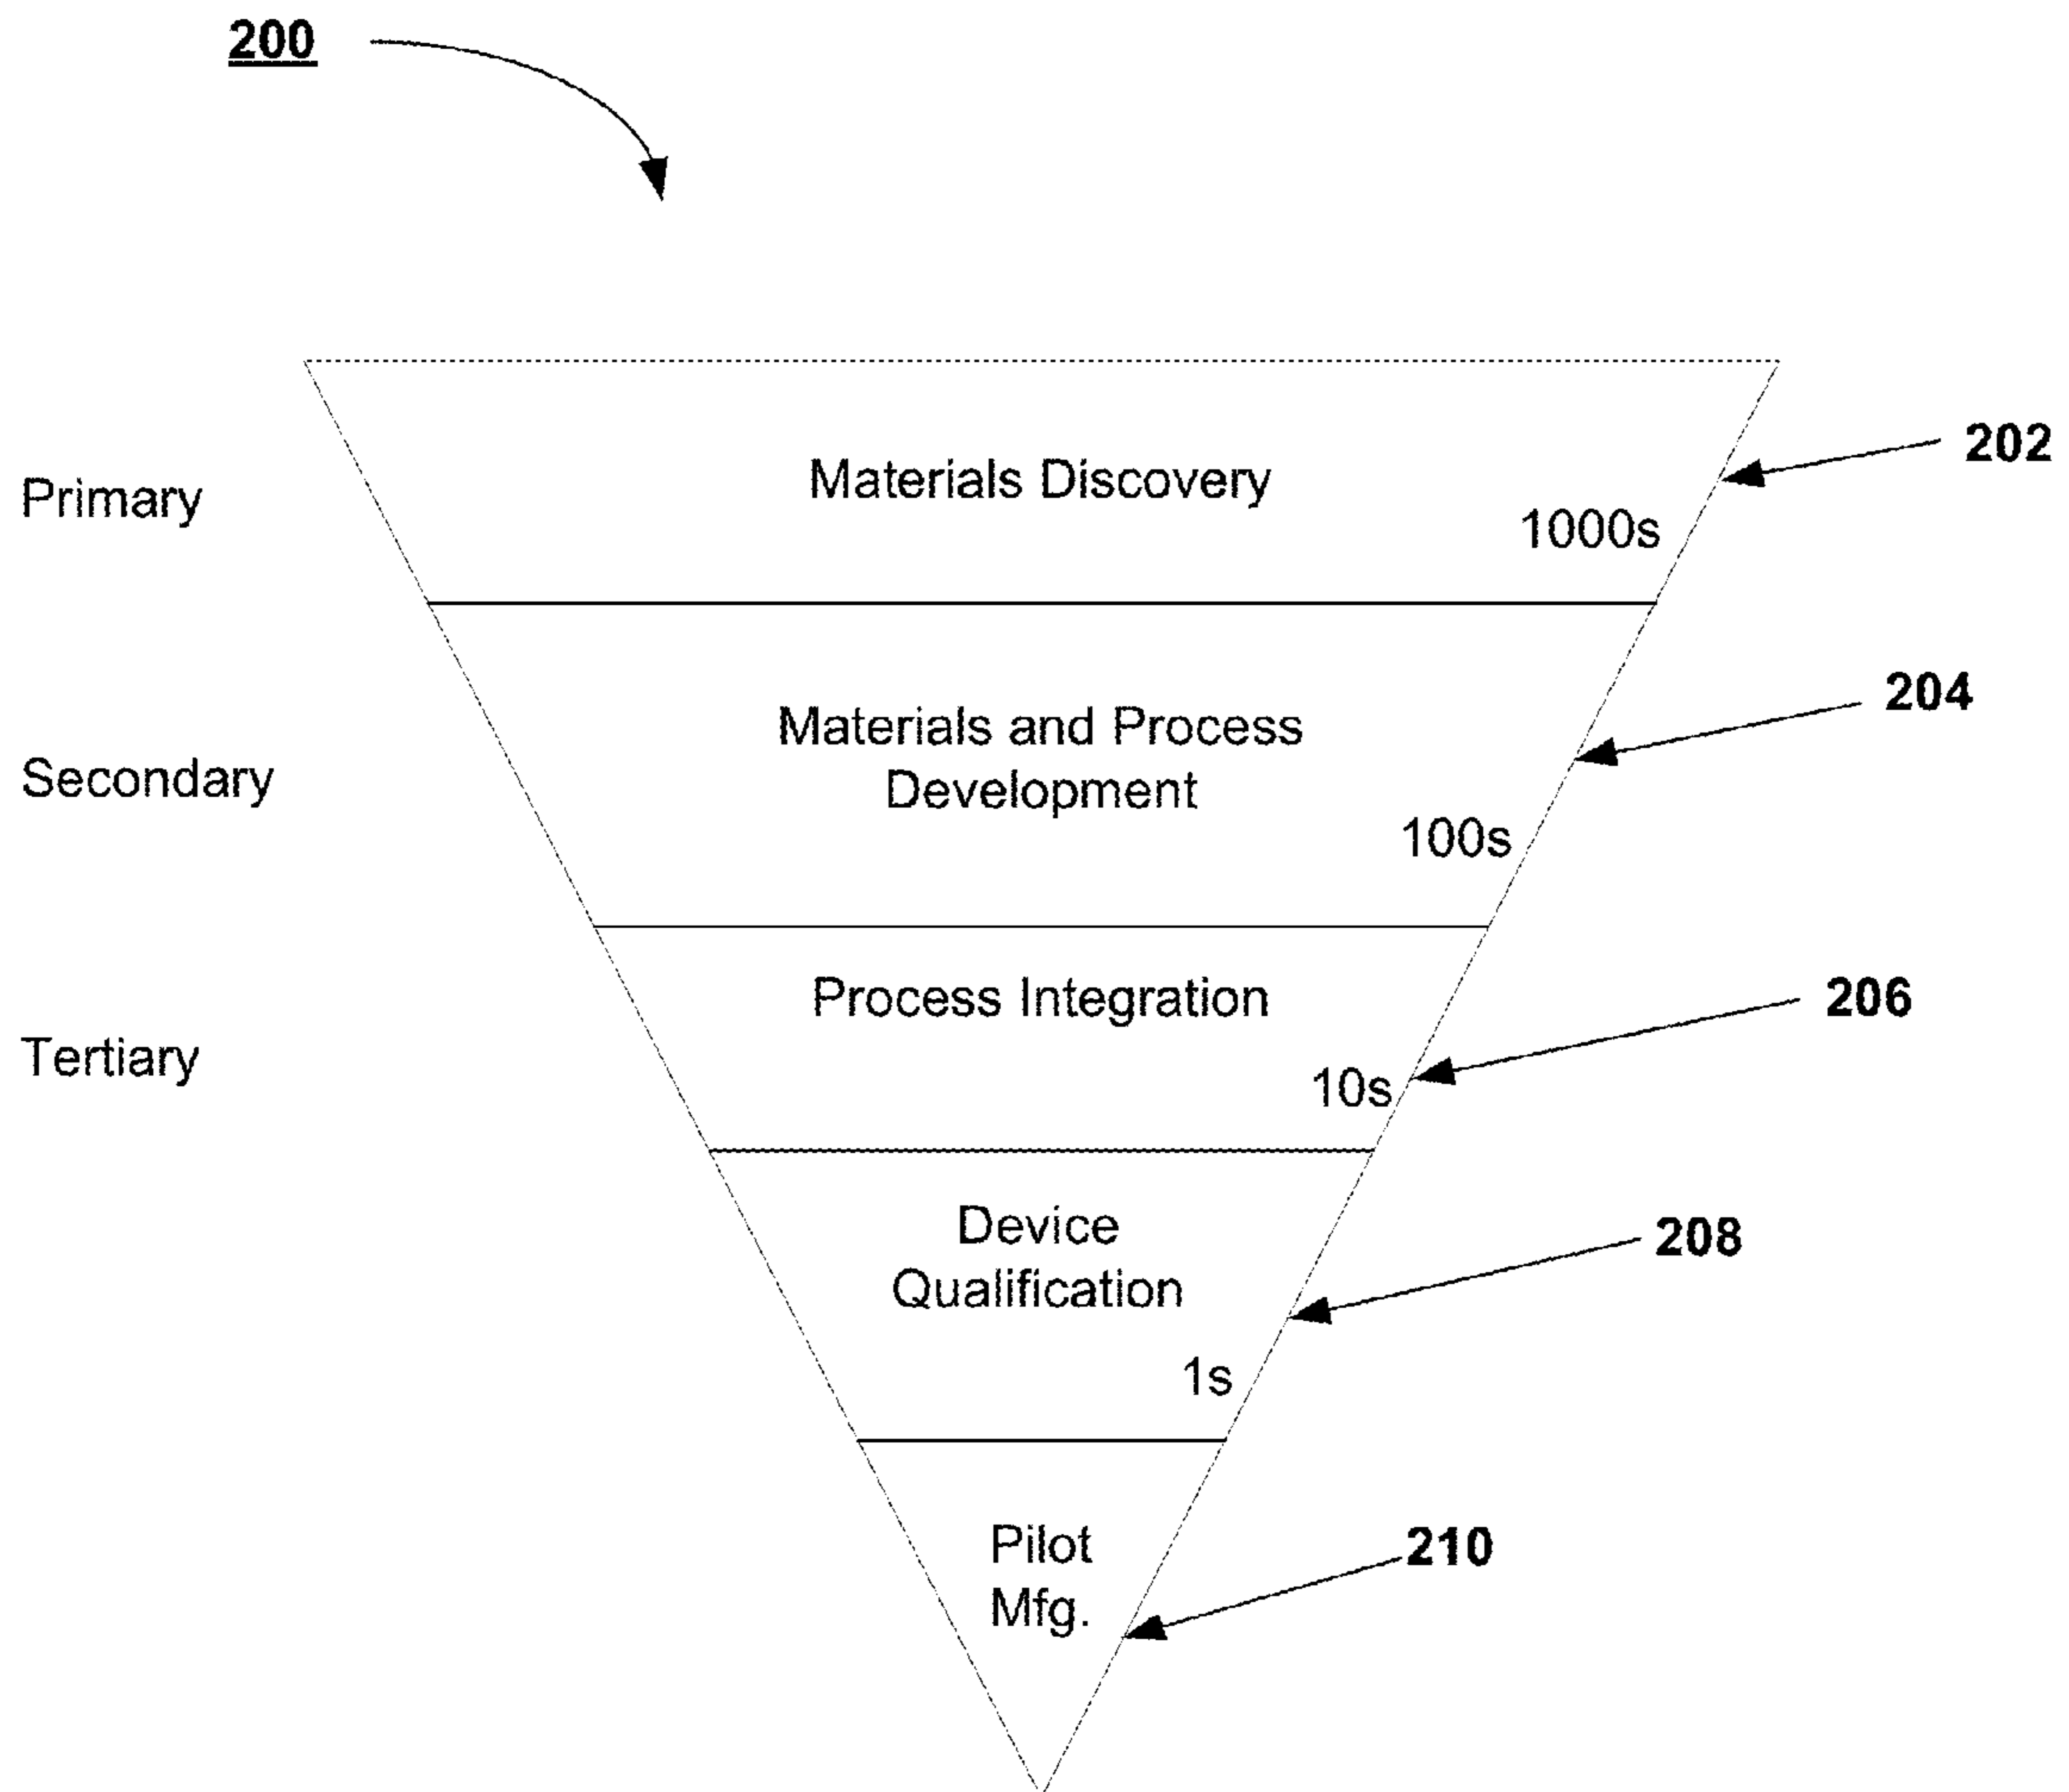 200
202
Primary
Materials Discovery
1000s
204
Secondary
Materials and Process
Development
100s
206
Tertiary
Process Integration
10s
208
Device
Qualification
1s
210
Pilot
Mfg.